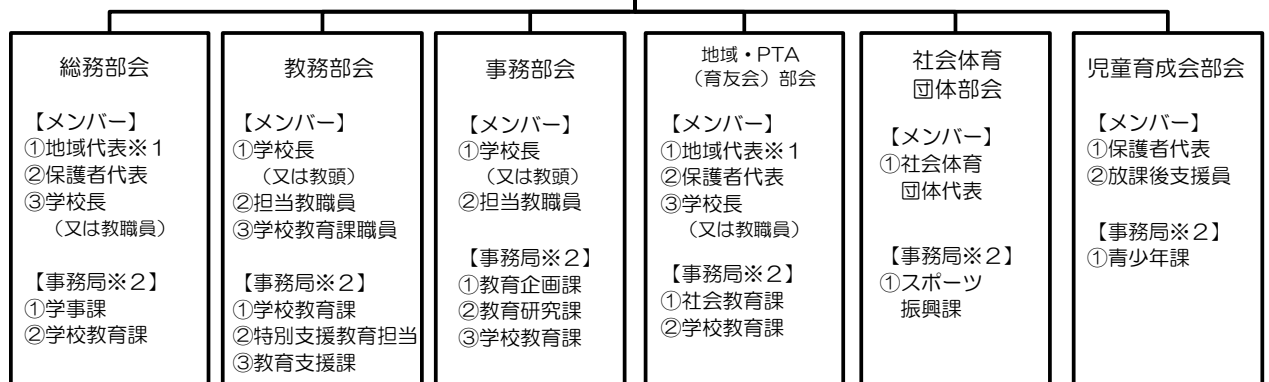 総務部会
【メンバー】
①地域代表※1
②保護者代表
③学校長
（又は教職員）
【事務局※2】
①学事課
②学校教育課
教務部会
【メンバー】
①学校長
（又は教頭）
②担当教職員
③学校教育課職員
【事務局※2】
①学校教育課
②特別支援教育担当
③教育支援課
事務部会
【メンバー】
①学校長
（又は教頭）
②担当教職員
【事務局※2】
①教育企画課
②教育研究課
③学校教育課
地域・PTA
（育友会）部会
【メンバー】
①地域代表※1
②保護者代表
③学校長
（又は教職員）
【事務局※2】
①社会教育課
②学校教育課
社会体育
団体部会
【メンバー】
①社会体育
団体代表
【事務局※2】
①スポーツ
振興課
児童育成会部会
【メンバー】
①保護者代表
②放課後支援員
【事務局※2】
①青少年課